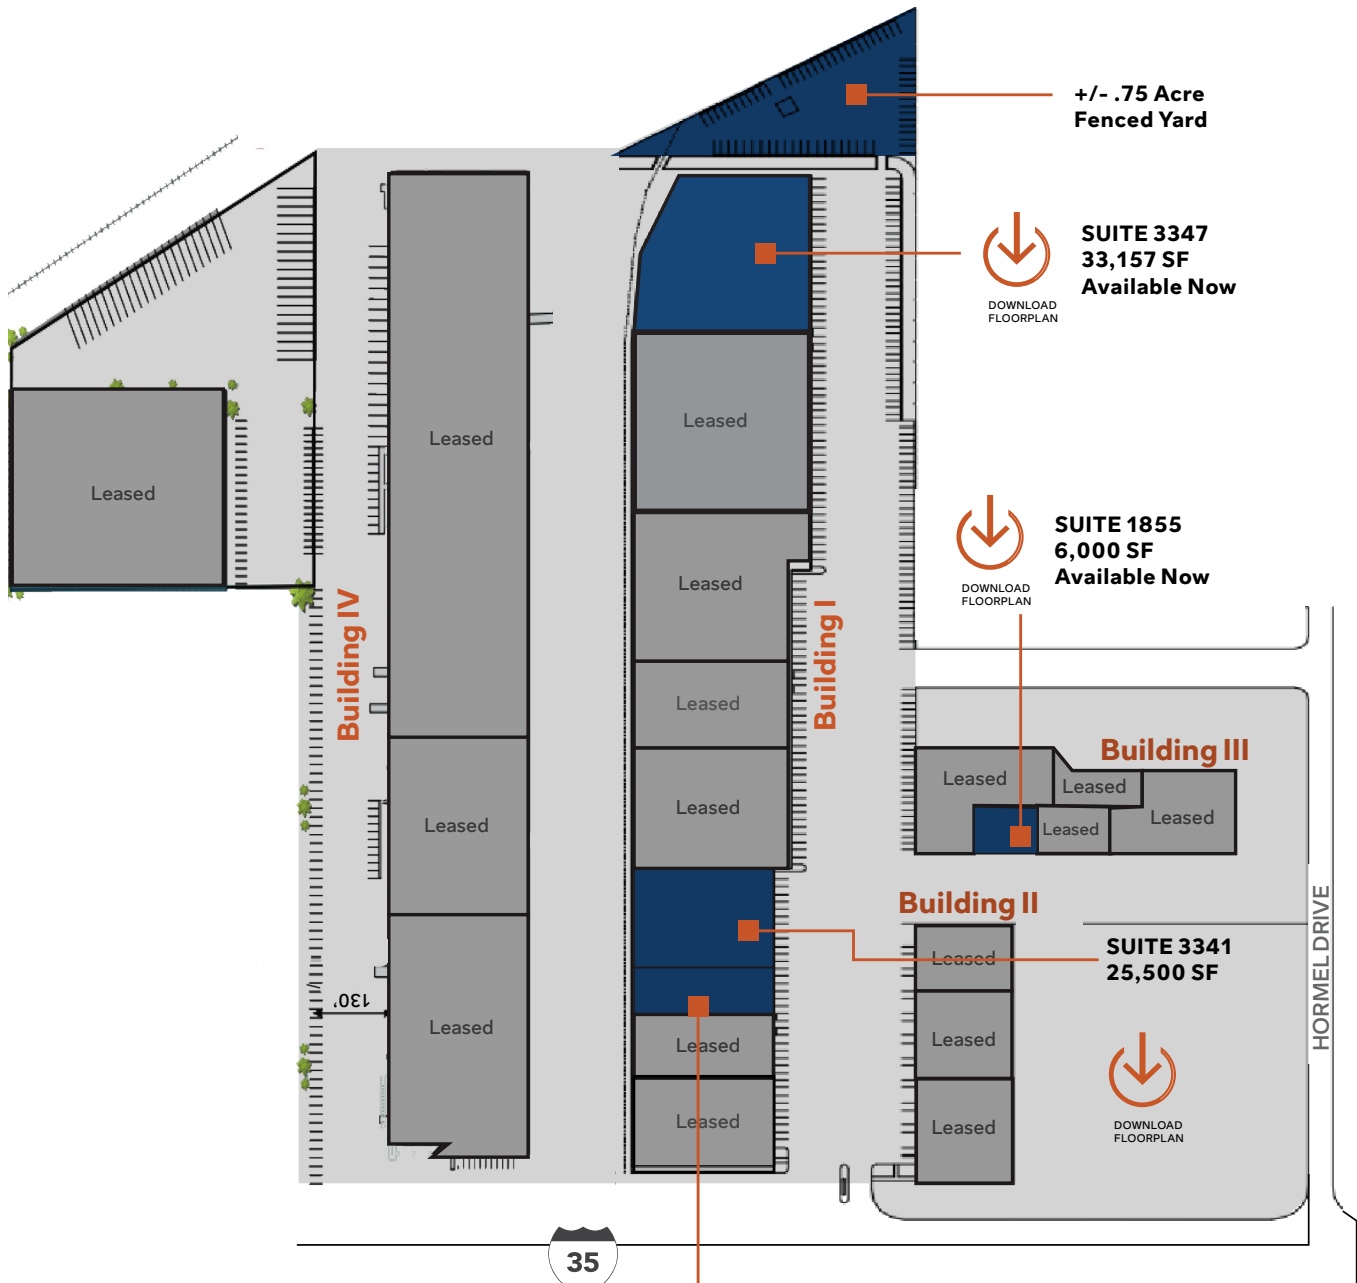 +/- .75 Acre
Fenced Yard
SUITE 3347
33,157 SF
Available Now
DOWNLOAD
FLOORPLAN
Leased
Leased
Leased
SUITE 1855
6,000 SF
Available Now
DOWNLOAD
FLOORPLAN
Leased
Building IV
Building I
Leased
Leased
Leased
Building III
Leased
Leased
Leased
Leased
Building II
SUITE 3341
25,500 SF
Leased
Leased
Leased
Leased
Leased
Leased
130'
HORMEL DRIVE
DOWNLOAD
FLOORPLAN
Leased
35